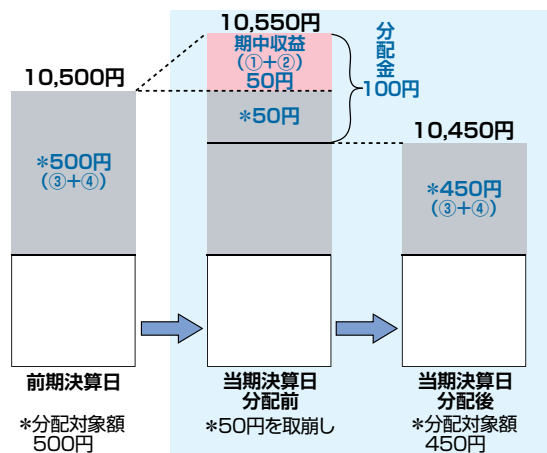 10,500円
＊500円
（③+④）
前期決算日
＊分配対象額
500円
10,550円
期中収益
（①+②）
50円
＊50円
分配金
100円
当期決算日
分配前
＊50円を取崩し
10,450円
＊450円
（③+④）
当期決算日
分配後
＊分配対象額
450円